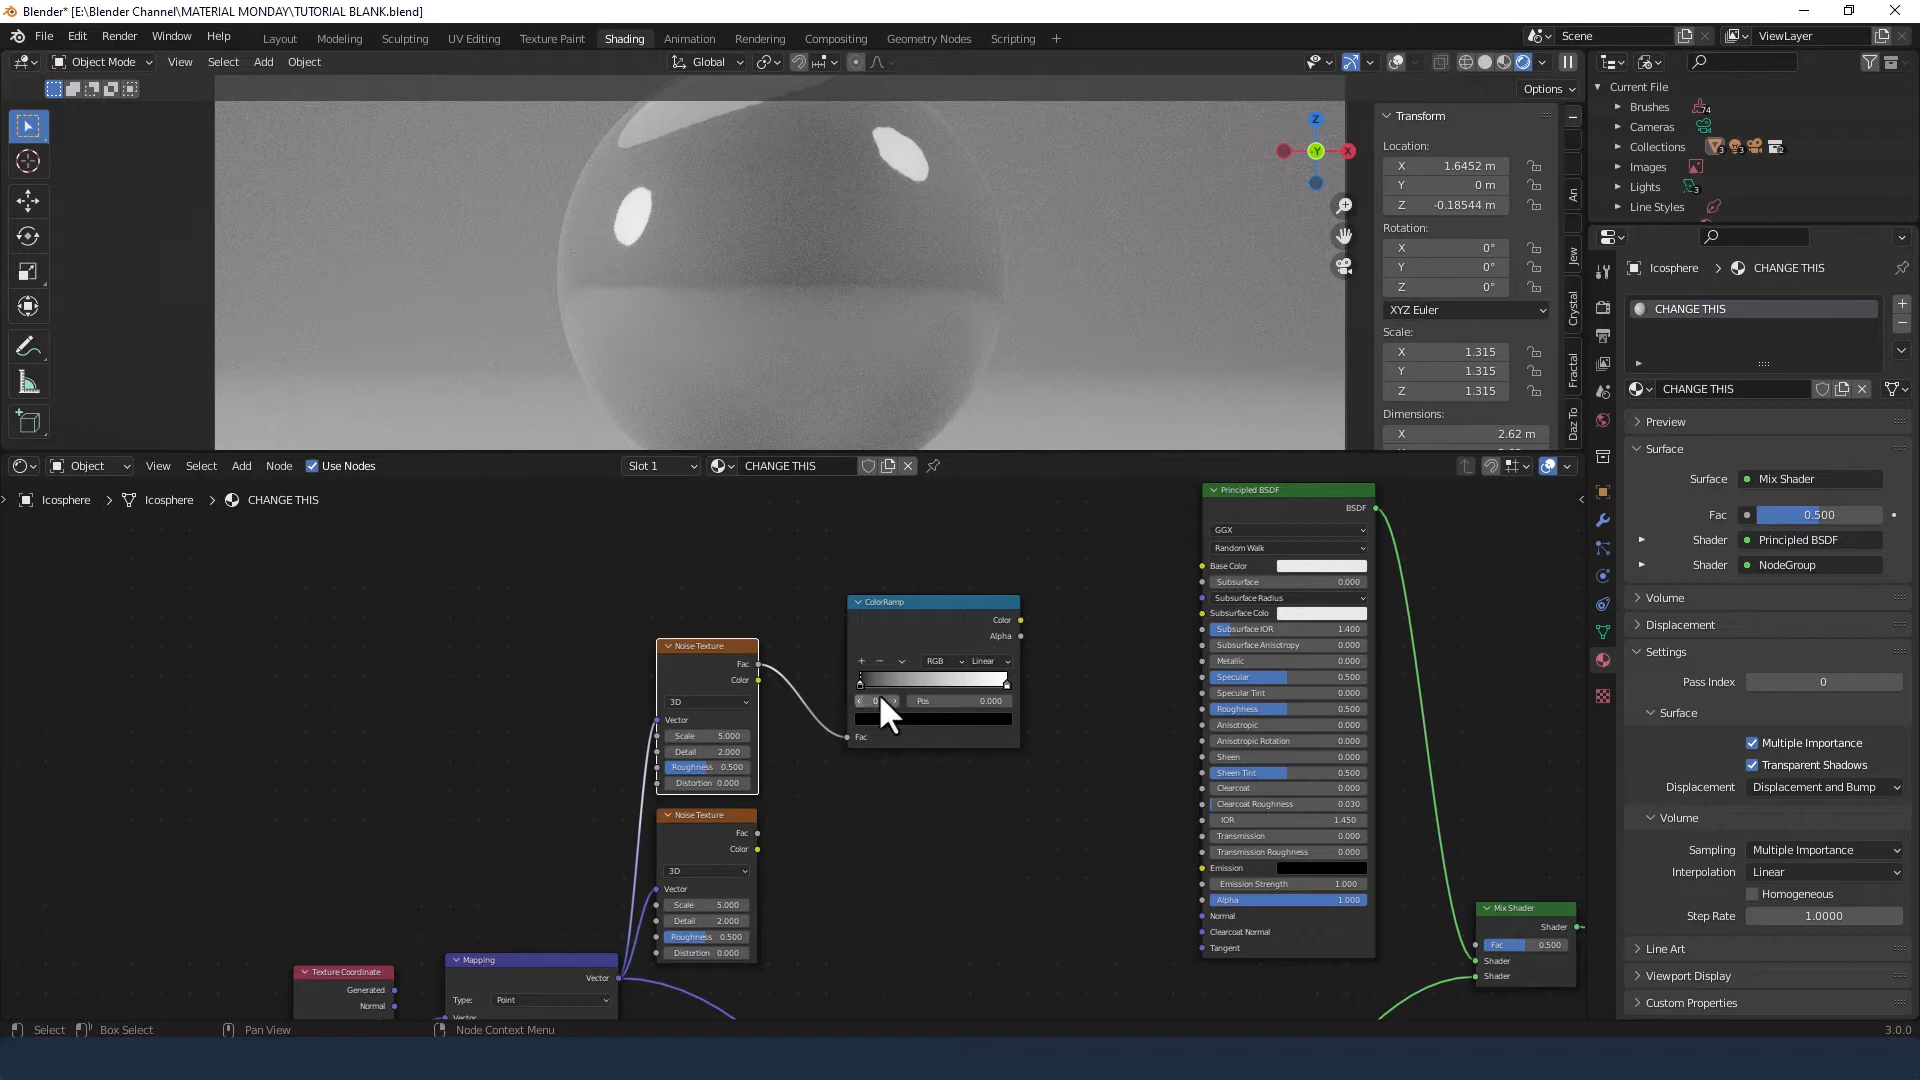 Blender* [E:\Blender Channel\MATERIAL MONDAY\TUTORIAL BLANK.blend]
File Edit Render Window Help Layout Modeling Sculpting UV Editing Texture Paint Shading Animation Rendering Compositing Geometry Nodes Scripting + Scene ViewLayer
Object Mode View Select Add Object Global
Options
Transform
Location:
X 1.6452 m
Y 0 m
Z -0.18544 m
Rotation:
X 0°
Y 0°
Z 0°
XYZ Euler
Scale:
X 1.315
Y 1.315
Z 1.315
Dimensions:
X 2.62 m
Z
X
-Y
An
Jew
Crystal
Fractal
Daz To
Current File
Brushes 74
Cameras
Collections 3 3 2
Images
Lights 3
Line Styles
Icosphere > CHANGE THIS
CHANGE THIS
CHANGE THIS
Preview
Surface
Surface Mix Shader
Fac 0.500
Shader Principled BSDF
Shader NodeGroup
Volume
Displacement
Settings
Pass Index 0
Surface
Multiple Importance
Transparent Shadows
Displacement Displacement and Bump
Volume
Sampling Multiple Importance
Interpolation Linear
Homogeneous
Step Rate 1.0000
Line Art
Viewport Display
Custom Properties
Object View Select Add Node Use Nodes Slot 1 CHANGE THIS
Icosphere > Icosphere > CHANGE THIS
Noise Texture
Fac
Color
3D
Vector
Scale 5.000
Detail 2.000
Roughness 0.500
Distortion 0.000
Noise Texture
Fac
Color
3D
Vector
Scale 5.000
Detail 2.000
Roughness 0.500
Distortion 0.000
Texture Coordinate
Generated
Normal
Mapping
Vector
Type: Point
Vector
ColorRamp
Color
Alpha
+ − RGB Linear
Pos 0.000
Fac
Principled BSDF
BSDF
GGX
Random Walk
Base Color
Subsurface 0.000
Subsurface Radius
Subsurface Colo
Subsurface IOR 1.400
Subsurface Anisotropy 0.000
Metallic 0.000
Specular 0.500
Specular Tint 0.000
Roughness 0.500
Anisotropic 0.000
Anisotropic Rotation 0.000
Sheen 0.000
Sheen Tint 0.500
Clearcoat 0.000
Clearcoat Roughness 0.030
IOR 1.450
Transmission 0.000
Transmission Roughness 0.000
Emission
Emission Strength 1.000
Alpha 1.000
Normal
Clearcoat Normal
Tangent
Mix Shader
Shader
Fac 0.500
Shader
Shader
Select Box Select Pan View Node Context Menu 3.0.0